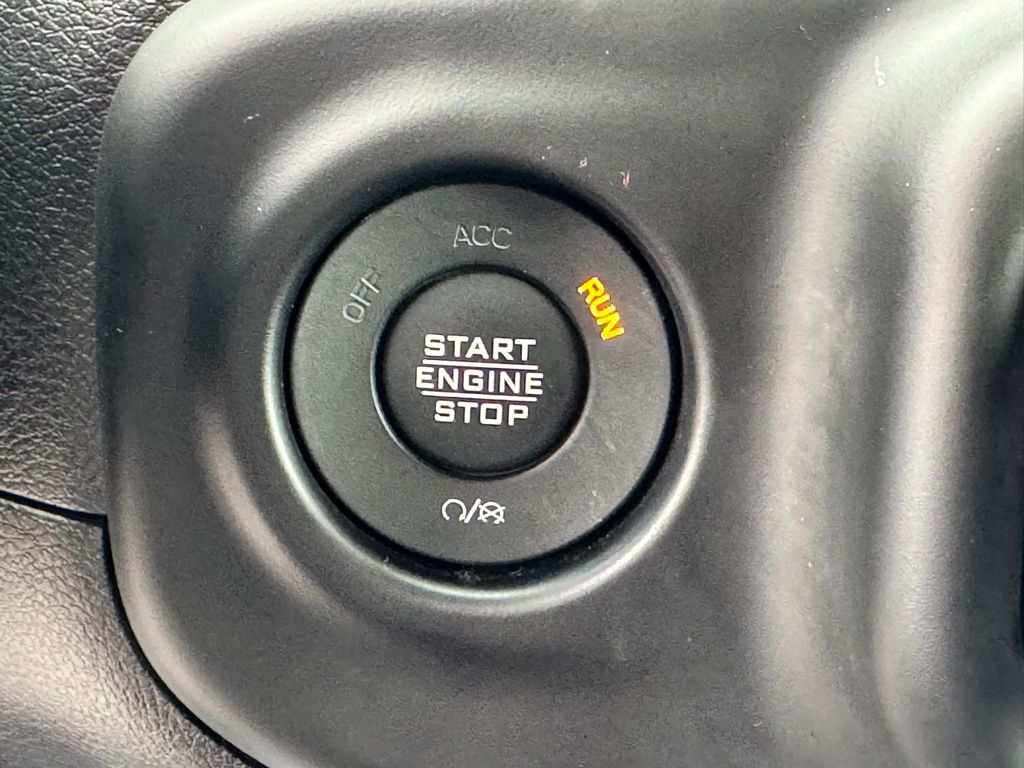 ACC
OFF
RUN
START
ENGINE
STOP